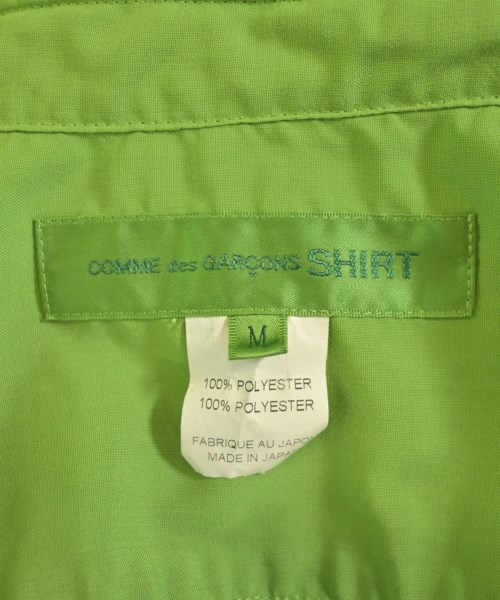 COMME des GARÇONS SHIRT
M
100% POLYESTER
100% POLYESTER
FABRIQUE AU JAPON
MADE IN JAPAN